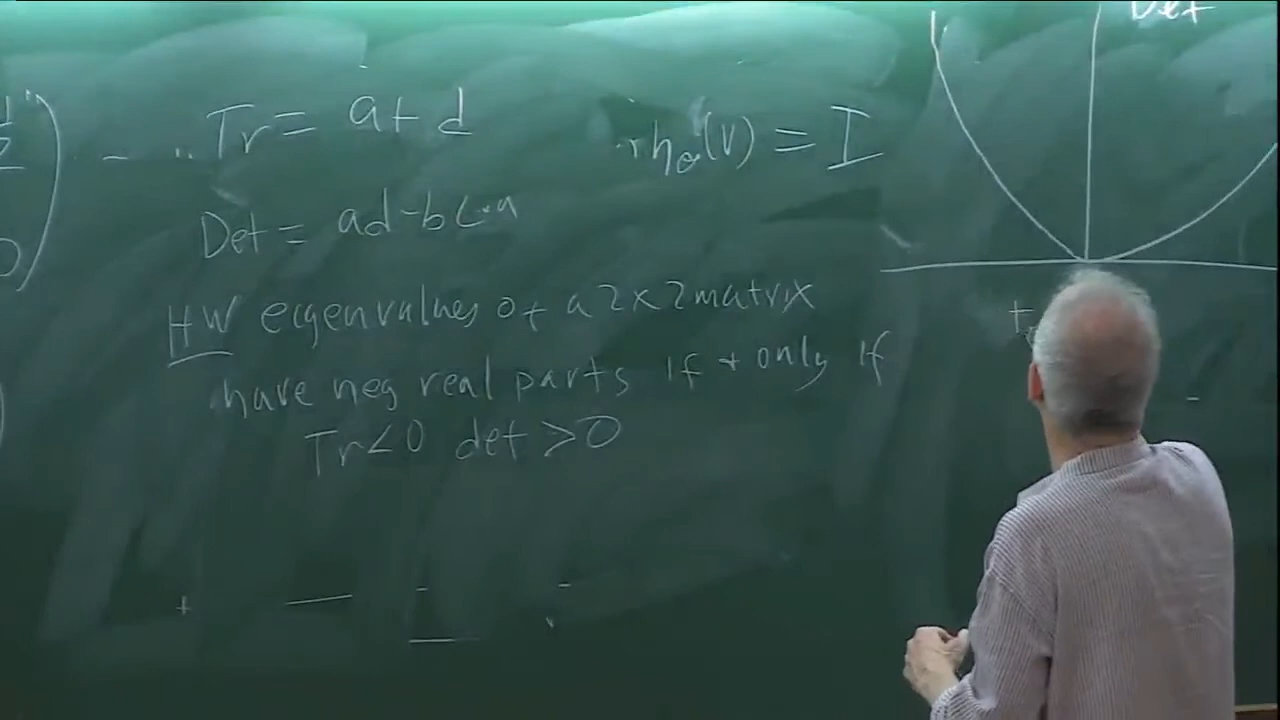 Tr = a + d
rho(V) = I
Det
Det = ad - bc
HW eigenvalues of a 2x2 matrix
have neg real parts if + only if
Tr<0 det >0